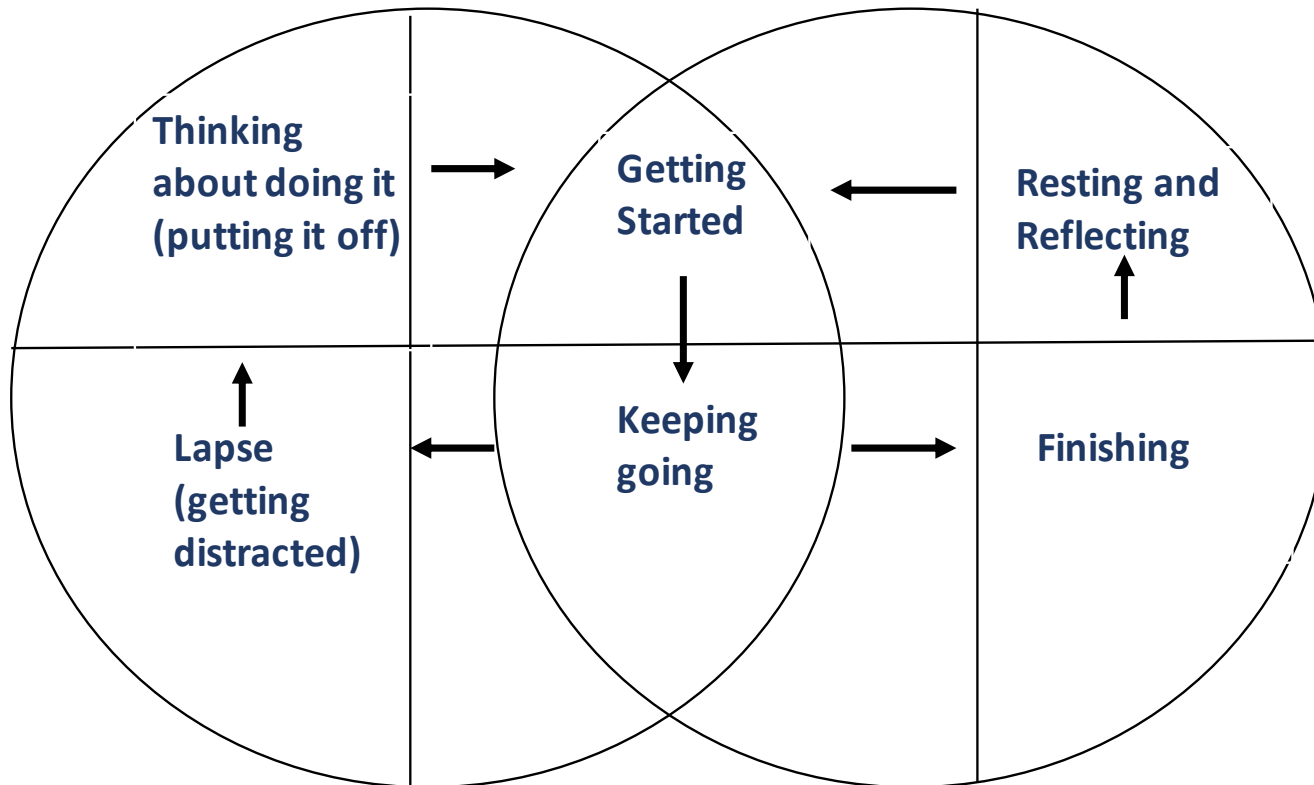 Thinking
about doing it
(putting it off)
Getting
Started
Resting and
Reflecting
Lapse
(getting
distracted)
Keeping
going
Finishing